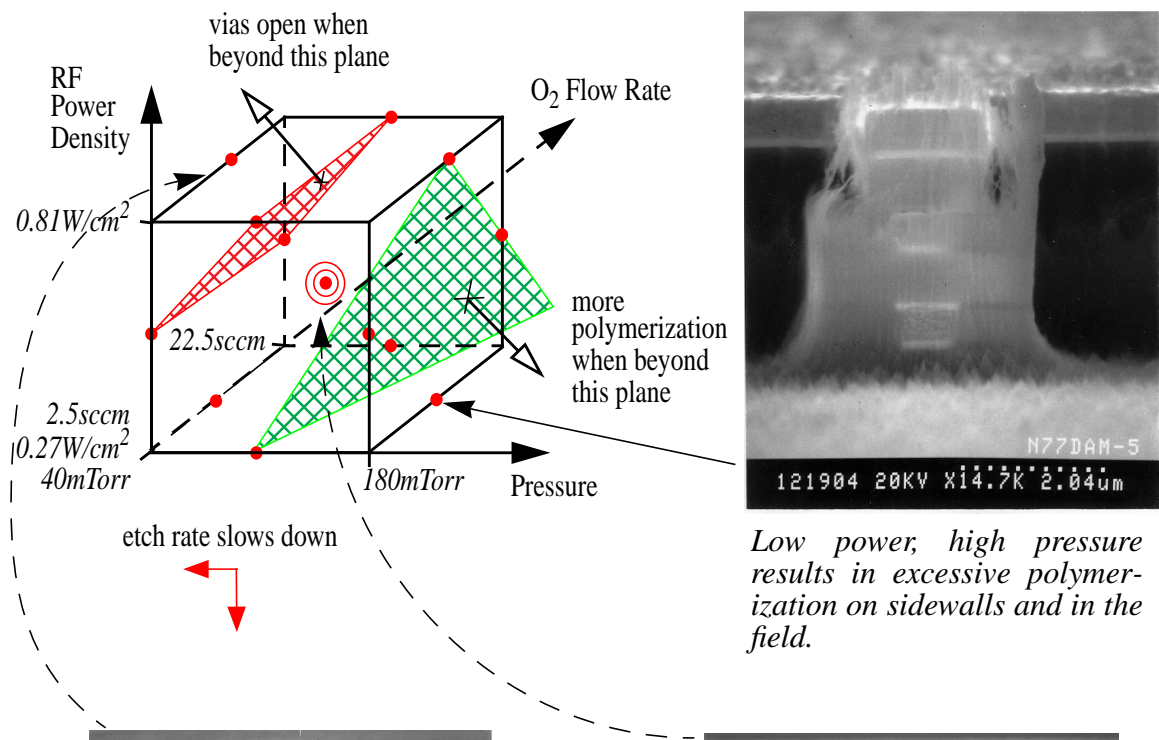 vias open when
beyond this plane
RF
Power
Density
O2 Flow Rate
0.81W/cm2
22.5sccm
more
polymerization
when beyond
this plane
2.5sccm
0.27W/cm2
40mTorr
180mTorr
Pressure
etch rate slows down
N77DAM-5
121904 20KV X14.7K 2.04um
Low power, high pressure
results in excessive polymer-
ization on sidewalls and in the
field.